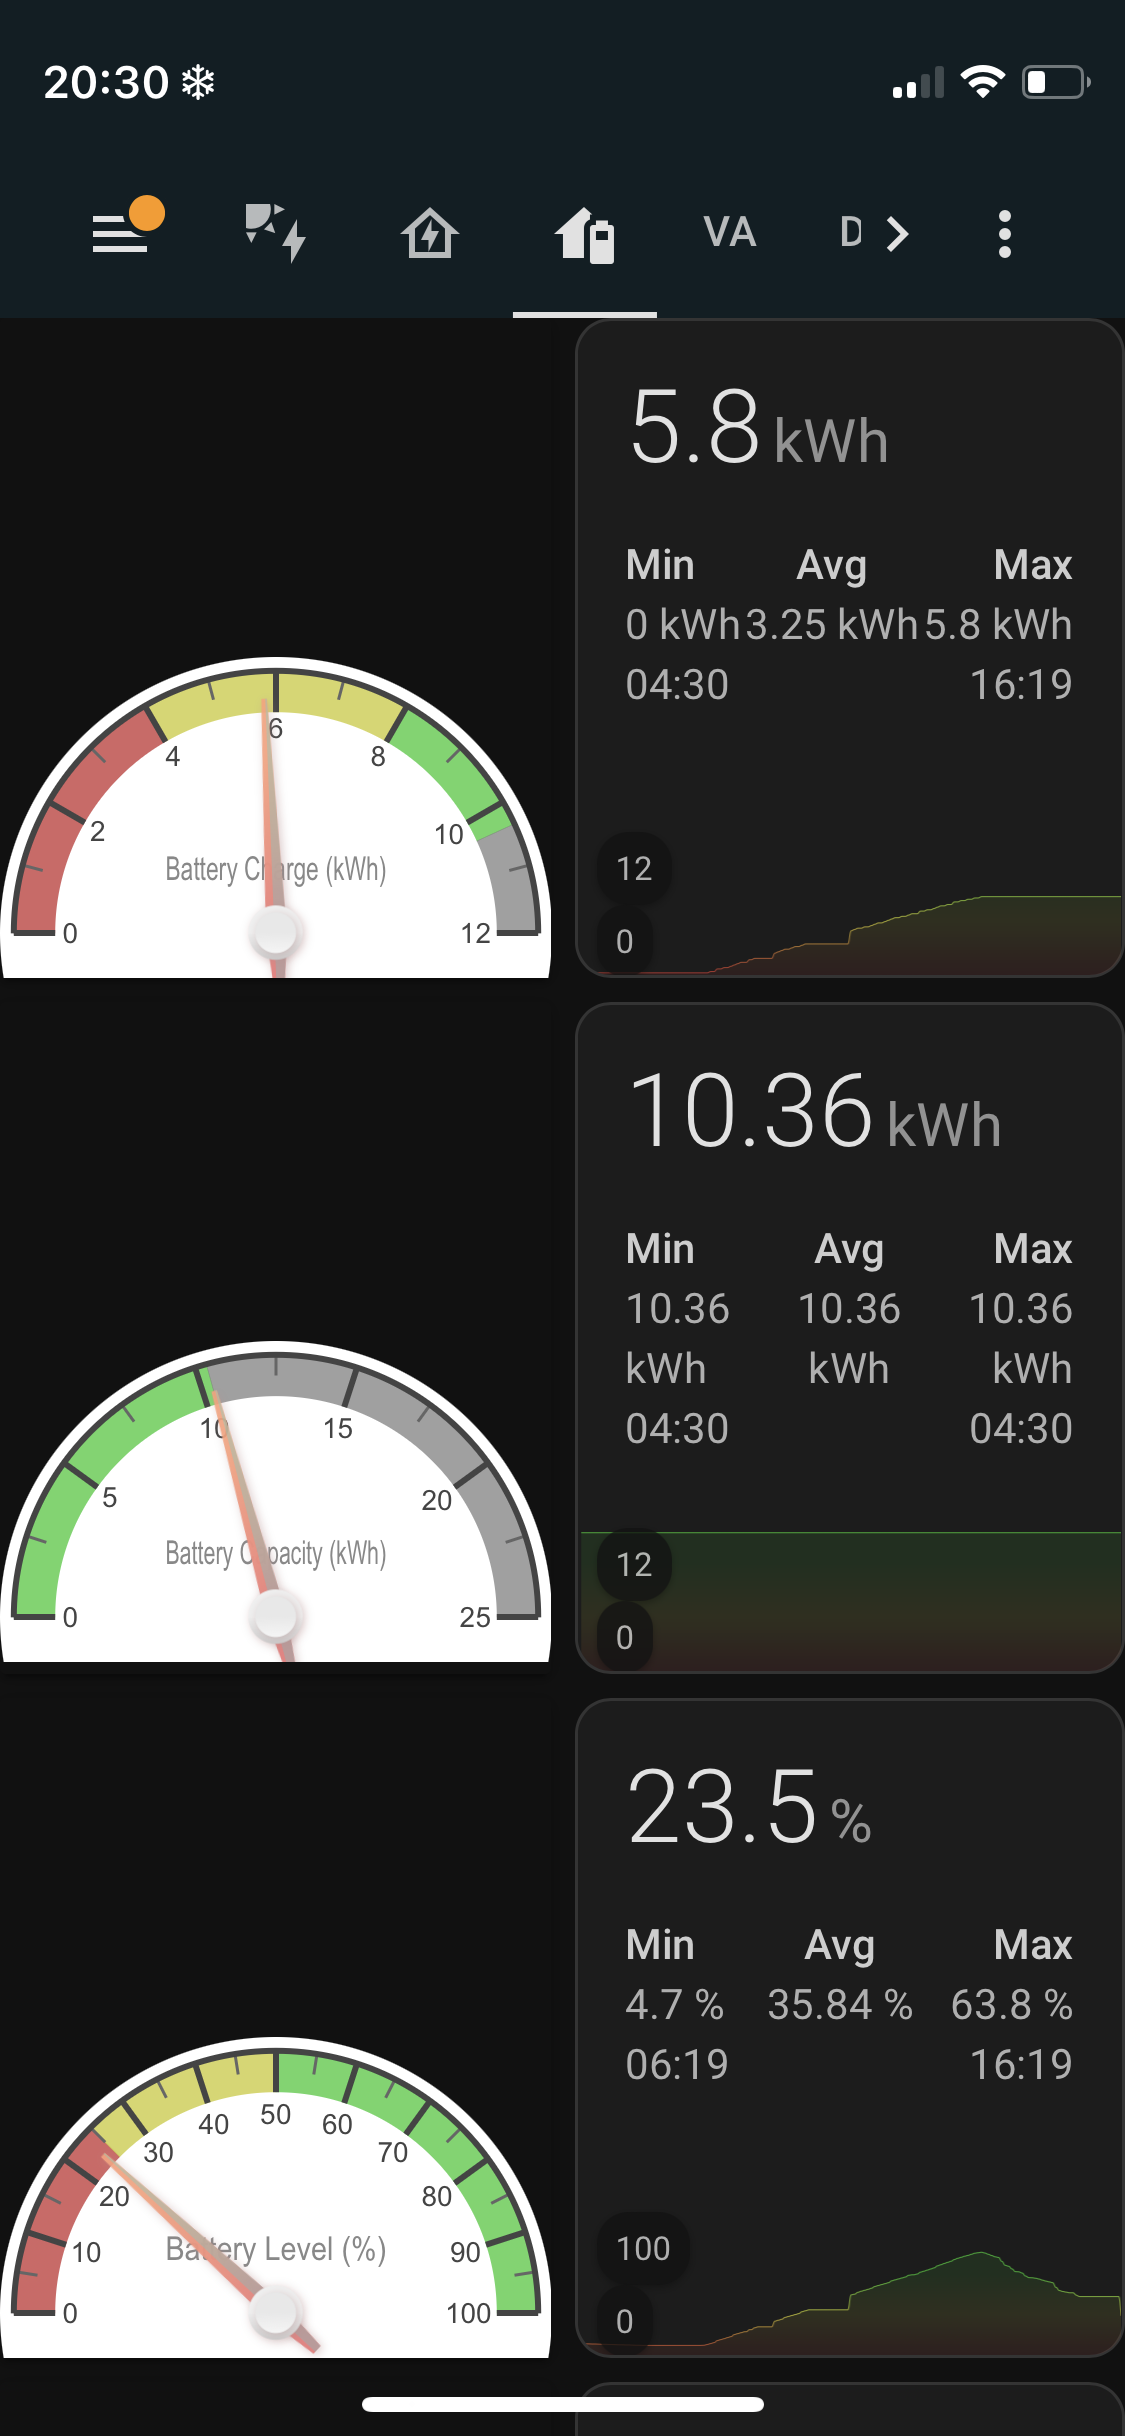 20:30
VA D
5.8 kWh
Min Avg Max
0 kWh 3.25 kWh 5.8 kWh
04:30 16:19
12
0
0 2 4 6 8 10 12
Battery Charge (kWh)
10.36 kWh
Min Avg Max
10.36 10.36 10.36
kWh kWh kWh
04:30 04:30
12
0
0 5 10 15 20 25
Battery Capacity (kWh)
23.5 %
Min Avg Max
4.7 % 35.84 % 63.8 %
06:19 16:19
100
0
0 10 20 30 40 50 60 70 80 90 100
Battery Level (%)